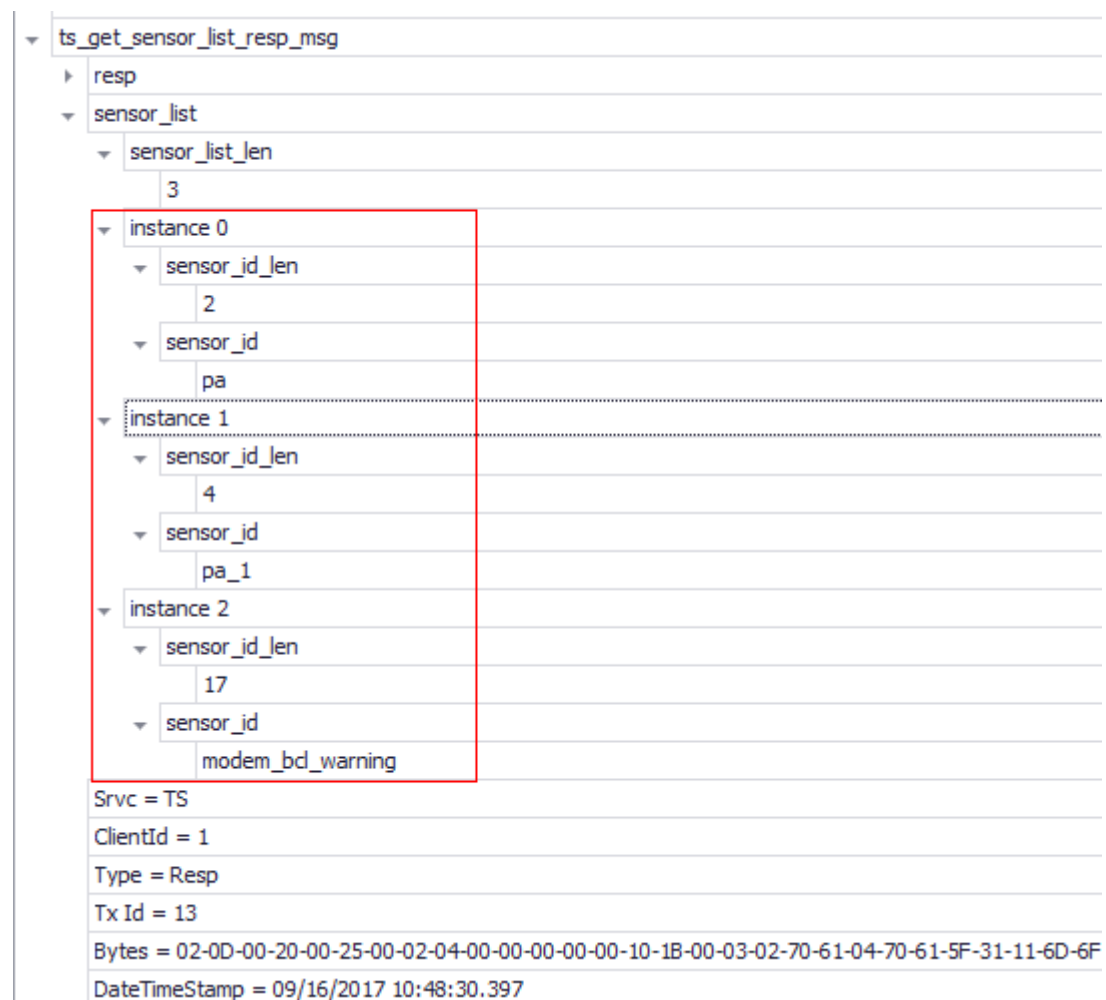 ts_get_sensor_list_resp_msg
resp
sensor_list
sensor_list_len
3
instance 0
sensor_id_len
2
sensor_id
pa
instance 1
sensor_id_len
4
sensor_id
pa_1
instance 2
sensor_id_len
17
sensor_id
modem_bcl_warning
Srvc = TS
ClientId = 1
Type = Resp
Tx Id = 13
Bytes = 02-0D-00-20-00-25-00-02-04-00-00-00-00-00-10-1B-00-03-02-70-61-04-70-61-5F-31-11-6D-6F
DateTimeStamp = 09/16/2017 10:48:30.397